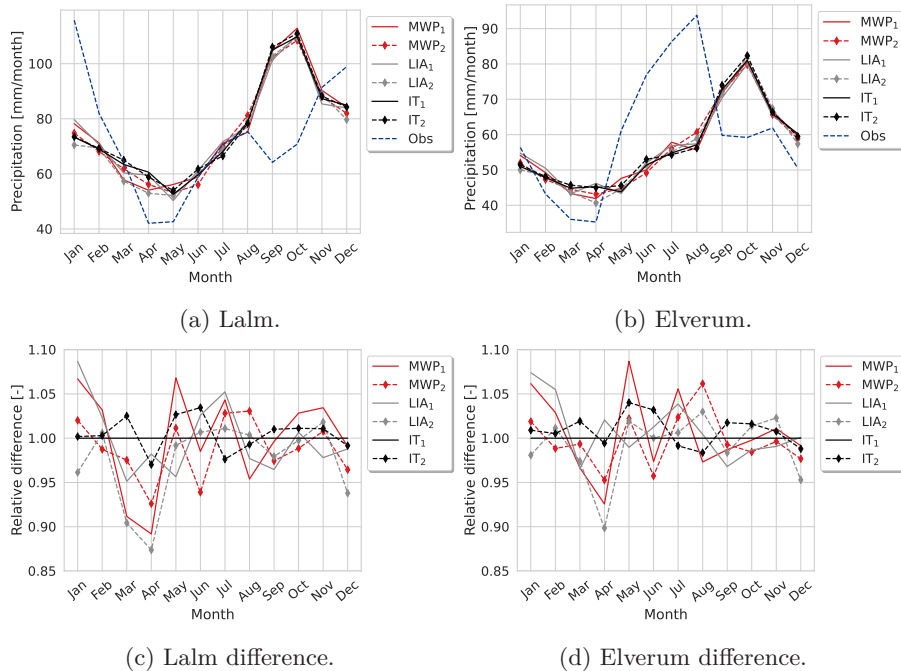 Precipitation [mm/month]
100
80
60
40
Jan Feb Mar Apr May Jun Jul Aug Sep Oct Nov Dec
Month
MWP₁
MWP₂
LIA₁
LIA₂
IT₁
IT₂
Obs
(a) Lalm.
Precipitation [mm/month]
90
80
70
60
50
40
Jan Feb Mar Apr May Jun Jul Aug Sep Oct Nov Dec
Month
MWP₁
MWP₂
LIA₁
LIA₂
IT₁
IT₂
Obs
(b) Elverum.
Relative difference [-]
1.10
1.05
1.00
0.95
0.90
0.85
Jan Feb Mar Apr May Jun Jul Aug Sep Oct Nov Dec
Month
MWP₁
MWP₂
LIA₁
LIA₂
IT₁
IT₂
(c) Lalm difference.
Relative difference [-]
1.10
1.05
1.00
0.95
0.90
0.85
Jan Feb Mar Apr May Jun Jul Aug Sep Oct Nov Dec
Month
MWP₁
MWP₂
LIA₁
LIA₂
IT₁
IT₂
(d) Elverum difference.